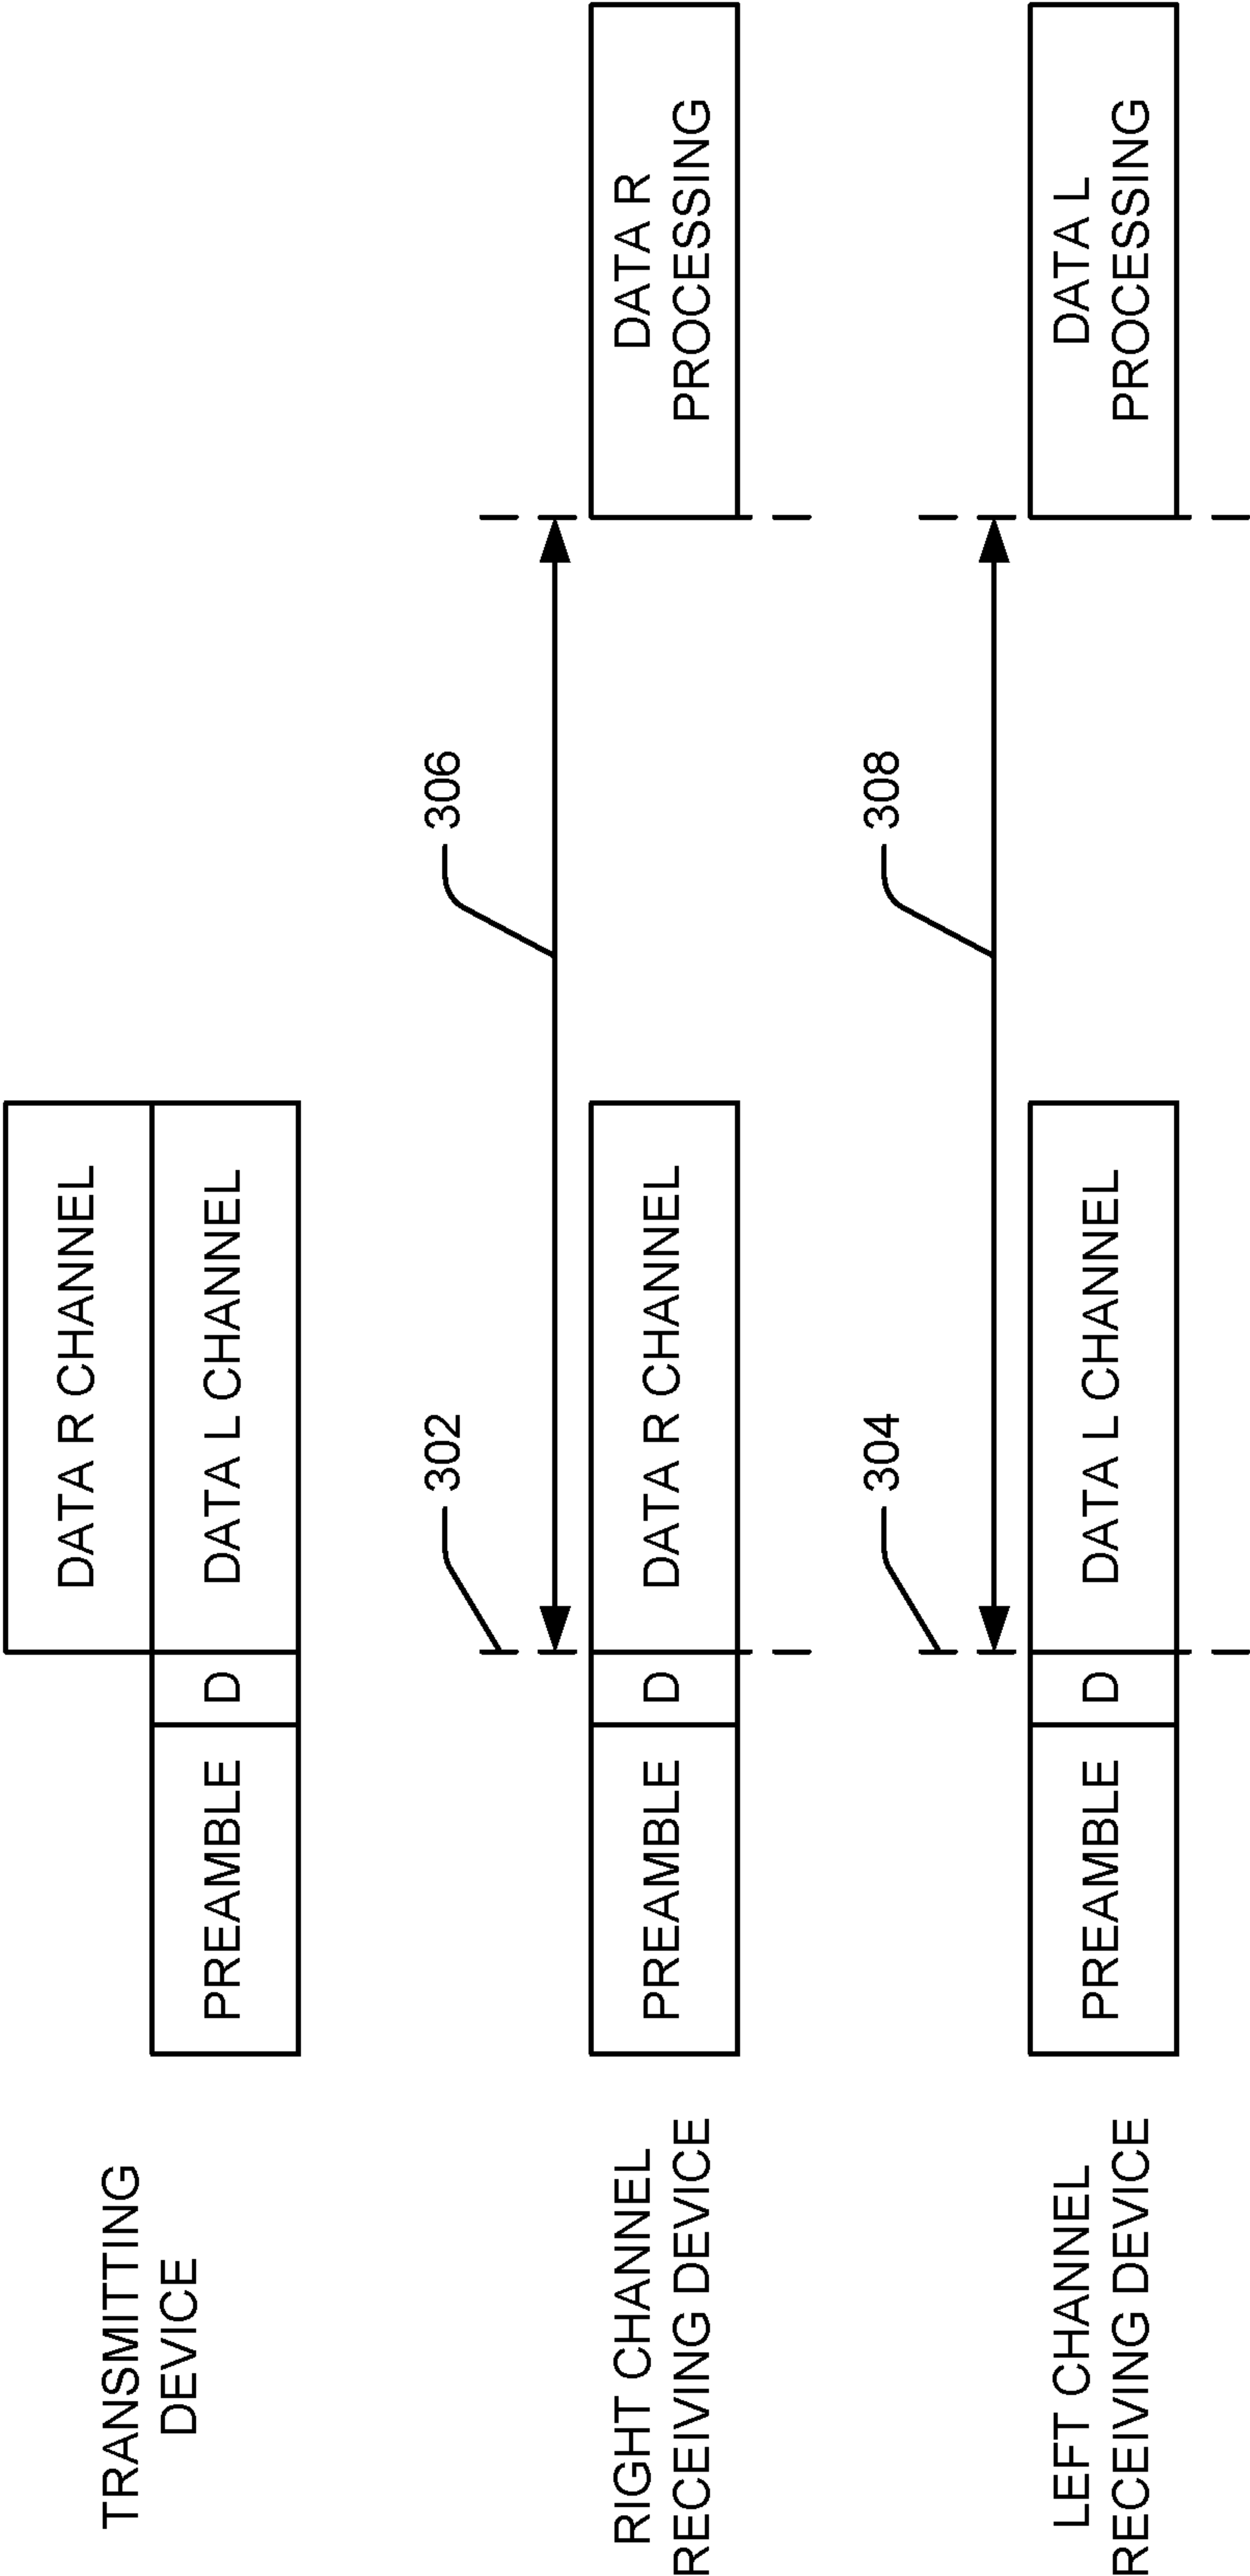 TRANSMITTING
DEVICE
PREAMBLE
D
DATA R CHANNEL
DATA L CHANNEL
302
306
RIGHT CHANNEL
RECEIVING DEVICE
PREAMBLE
D
DATA R CHANNEL
DATA R
PROCESSING
304
308
LEFT CHANNEL
RECEIVING DEVICE
PREAMBLE
D
DATA L CHANNEL
DATA L
PROCESSING